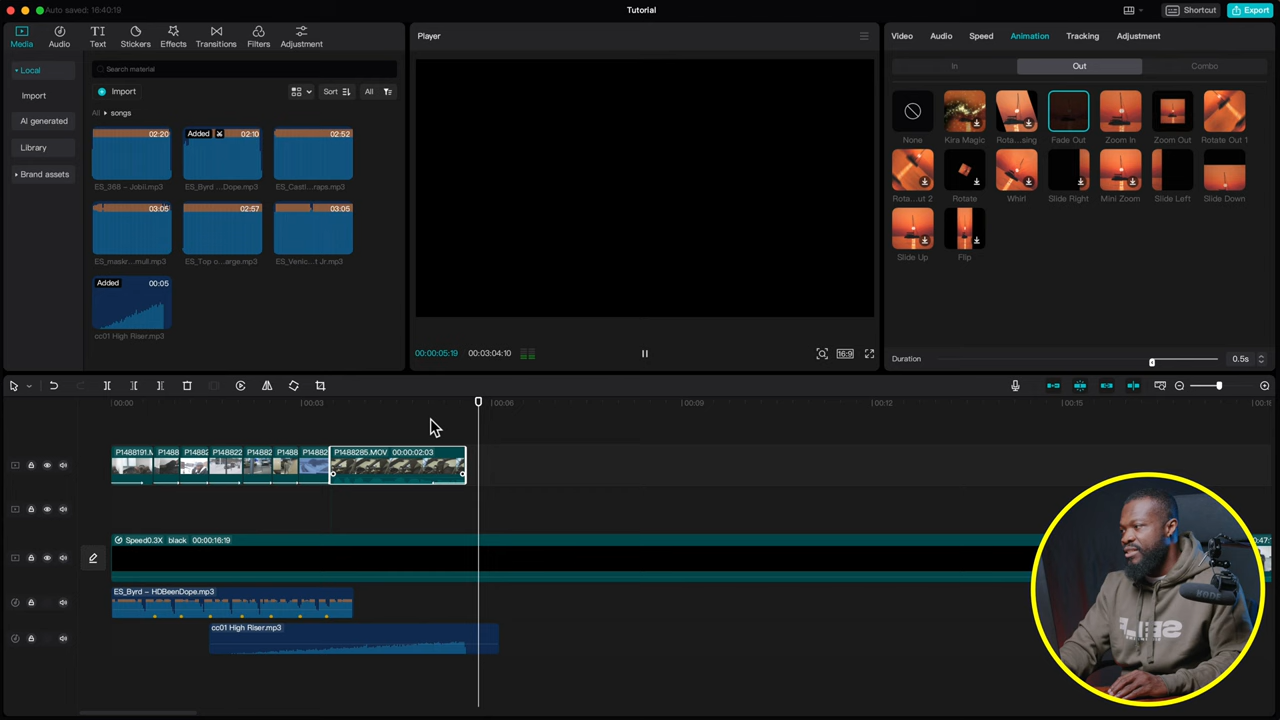 Auto saved: 16:40:19
Tutorial
Shortcut
Export
Media
Audio
Text
Stickers
Effects
Transitions
Filters
Adjustment
Player
Video
Audio
Speed
Animation
Tracking
Adjustment
Local
Import
AI generated
Library
Brand assets
Search material
Import
Sort
All
All ▸ songs
02:20
Added
02:10
02:52
ES_368 – Jobii.mp3
ES_Byrd ...Dope.mp3
ES_Castl...raps.mp3
03:05
02:57
03:05
ES_maskr...mull.mp3
ES_Top o...arge.mp3
ES_Venic...t Jr.mp3
Added
00:05
cc01 High Riser.mp3
In
Out
Combo
None
Kira Magic
Rota...sing
Fade Out
Zoom In
Zoom Out
Rotate Out 1
Rota...ut 2
Rotate
Whirl
Slide Right
Mini Zoom
Slide Left
Slide Down
Slide Up
Flip
00:00:05:19
00:03:04:10
16:9
Duration
0.5s
00:00
00:03
00:06
00:09
00:12
00:15
00:18
P1488191.M
P1488
P1488
P148822
P1488
P1488
P1488
P1488285.MOV 00:00:02:03
Speed0.3X black 00:00:16:19
ES_Byrd – HDBeenDope.mp3
cc01 High Riser.mp3
RODE